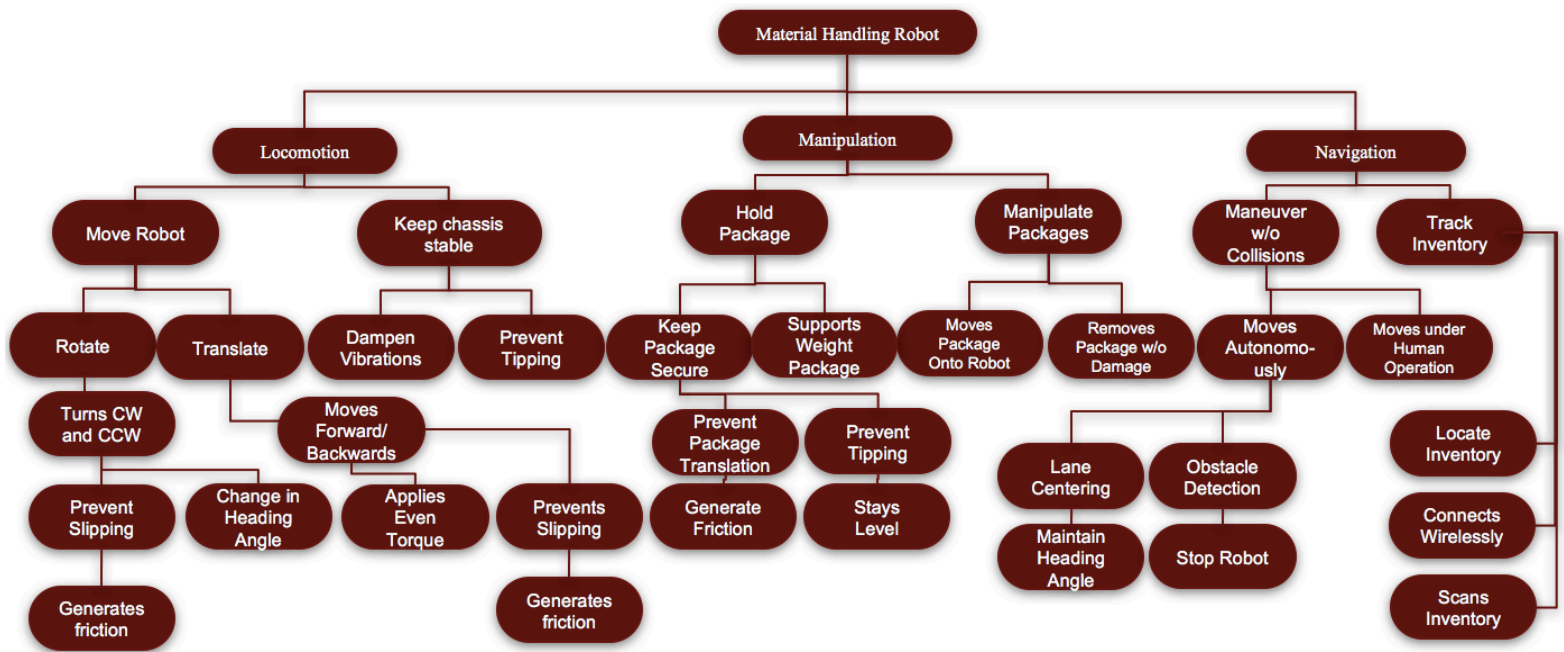 Material Handling Robot
Locomotion
Manipulation
Navigation
Move Robot
Keep chassis
stable
Hold
Package
Manipulate
Packages
Maneuver
w/o
Collisions
Track
Inventory
Rotate
Translate
Dampen
Vibrations
Prevent
Tipping
Keep
Package
Secure
Supports
Weight
Package
Moves
Package
Onto Robot
Removes
Package w/o
Damage
Moves
Autonomo-
usly
Moves under
Human
Operation
Turns CW
and CCW
Moves
Forward/
Backwards
Prevent
Package
Translation
Prevent
Tipping
Lane
Centering
Obstacle
Detection
Locate
Inventory
Prevent
Slipping
Change in
Heading
Angle
Applies
Even
Torque
Prevents
Slipping
Generate
Friction
Stays
Level
Maintain
Heading
Angle
Stop Robot
Connects
Wirelessly
Generates
friction
Generates
friction
Scans
Inventory